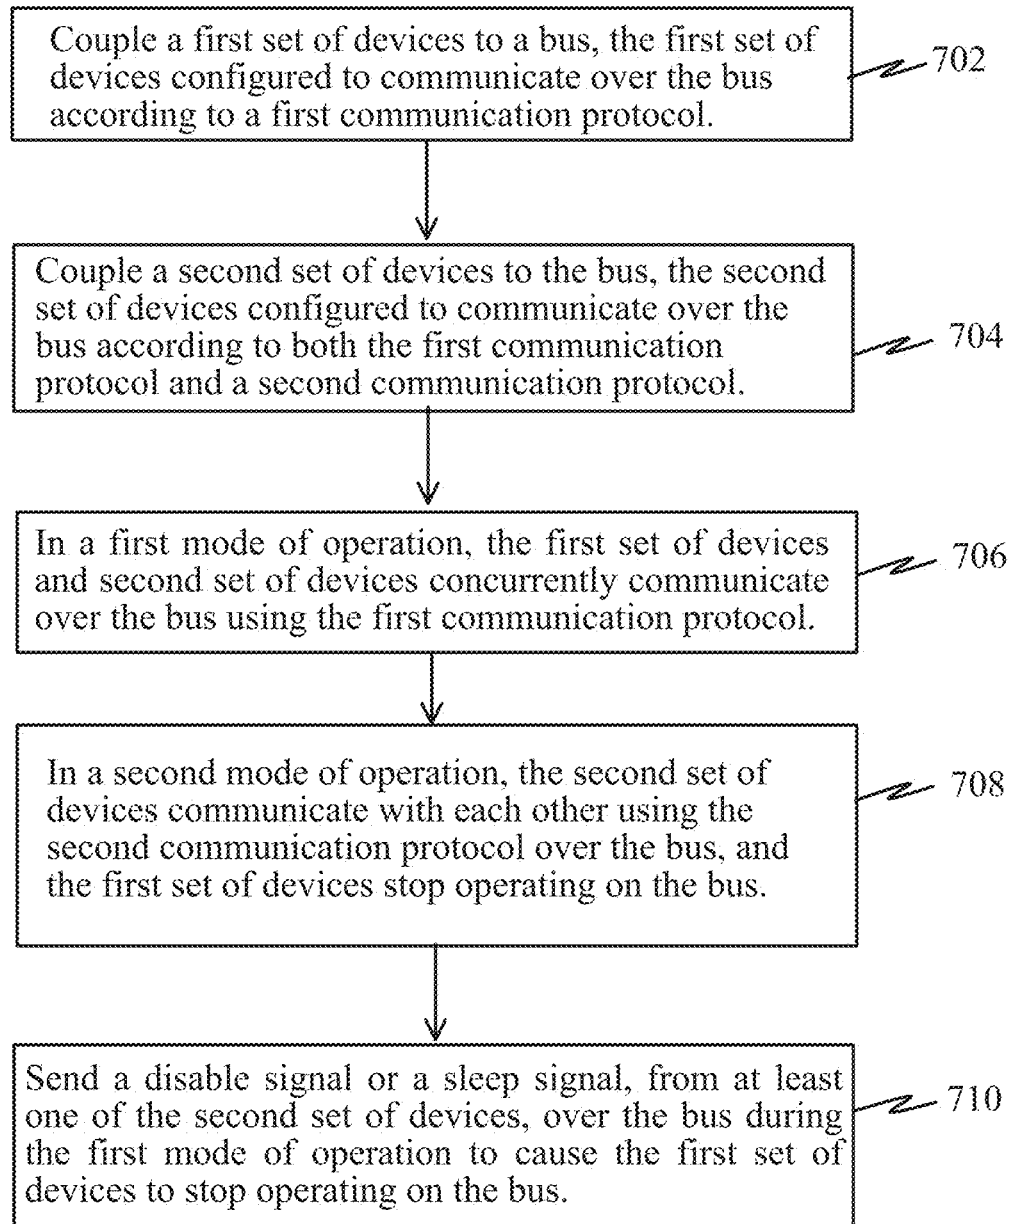 Couple a first set of devices to a bus, the first set of
devices configured to communicate over the bus
according to a first communication protocol.
702
Couple a second set of devices to the bus, the second
set of devices configured to communicate over the
bus according to both the first communication
protocol and a second communication protocol.
704
In a first mode of operation, the first set of devices
and second set of devices concurrently communicate
over the bus using the first communication protocol.
706
In a second mode of operation, the second set of
devices communicate with each other using the
second communication protocol over the bus, and
the first set of devices stop operating on the bus.
708
Send a disable signal or a sleep signal, from at least
one of the second set of devices, over the bus during
the first mode of operation to cause the first set of
devices to stop operating on the bus.
710